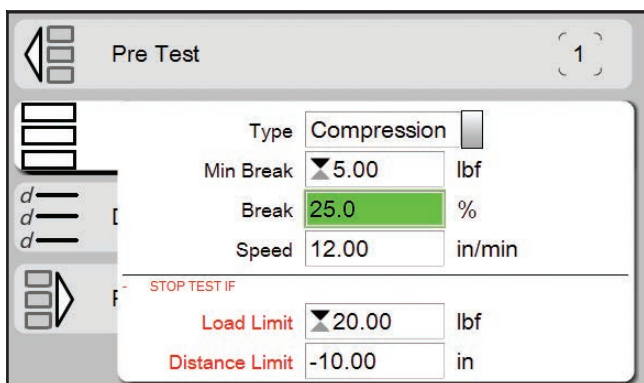 Pre Test 1
Type Compression
Min Break 5.00 lbf
d
d
d
Break 25.0 %
Speed 12.00 in/min
- STOP TEST IF
Load Limit 20.00 lbf
Distance Limit -10.00 in